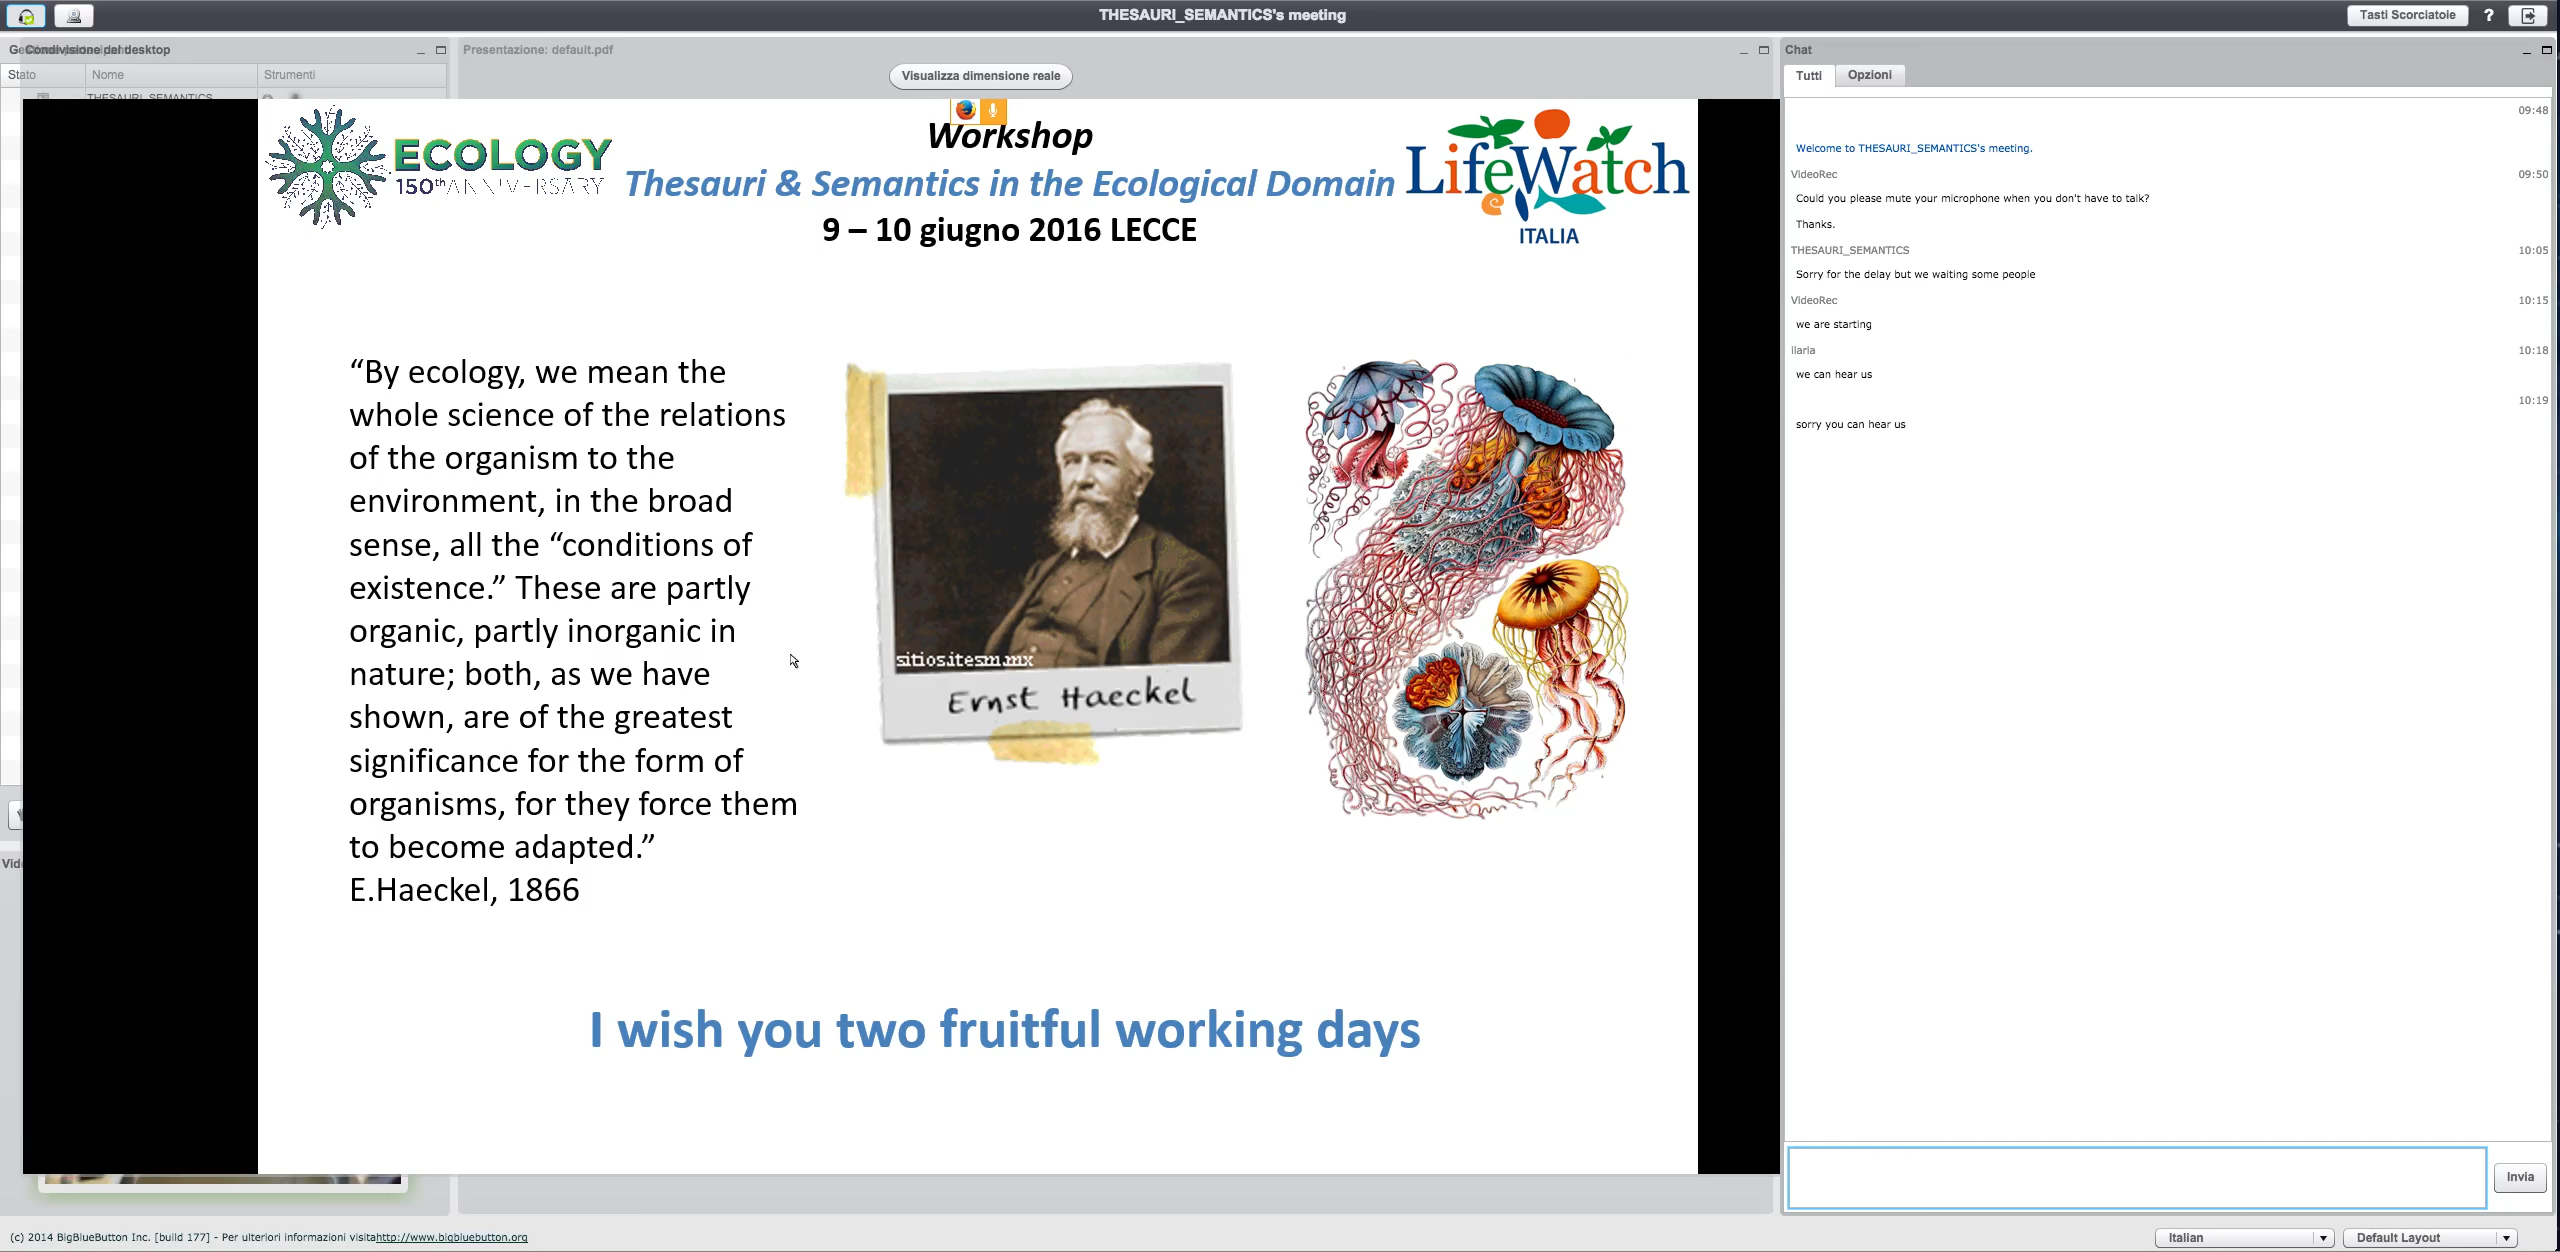 THESAURI_SEMANTICS's meeting
Tasti Scorciatoie
?
Condivisione del desktop
Stato
Nome
Strumenti
THESAURI_SEMANTICS
Presentazione: default.pdf
Visualizza dimensione reale
ECOLOGY
150th ANNIVERSARY
Workshop
Thesauri & Semantics in the Ecological Domain
9 – 10 giugno 2016 LECCE
LifeWatch
ITALIA
“By ecology, we mean the
whole science of the relations
of the organism to the
environment, in the broad
sense, all the “conditions of
existence.” These are partly
organic, partly inorganic in
nature; both, as we have
shown, are of the greatest
significance for the form of
organisms, for they force them
to become adapted.”
E.Haeckel, 1866
sitios.itesm.mx
Ernst Haeckel
I wish you two fruitful working days
Chat
Tutti
Opzioni
09:48
Welcome to THESAURI_SEMANTICS's meeting.
VideoRec 09:50
Could you please mute your microphone when you don't have to talk?
Thanks.
THESAURI_SEMANTICS 10:05
Sorry for the delay but we waiting some people
VideoRec 10:15
we are starting
ilaria 10:18
we can hear us
10:19
sorry you can hear us
Invia
(c) 2014 BigBlueButton Inc. [build 177] - Per ulteriori informazioni visitahttp://www.bigbluebutton.org
Italian
Default Layout